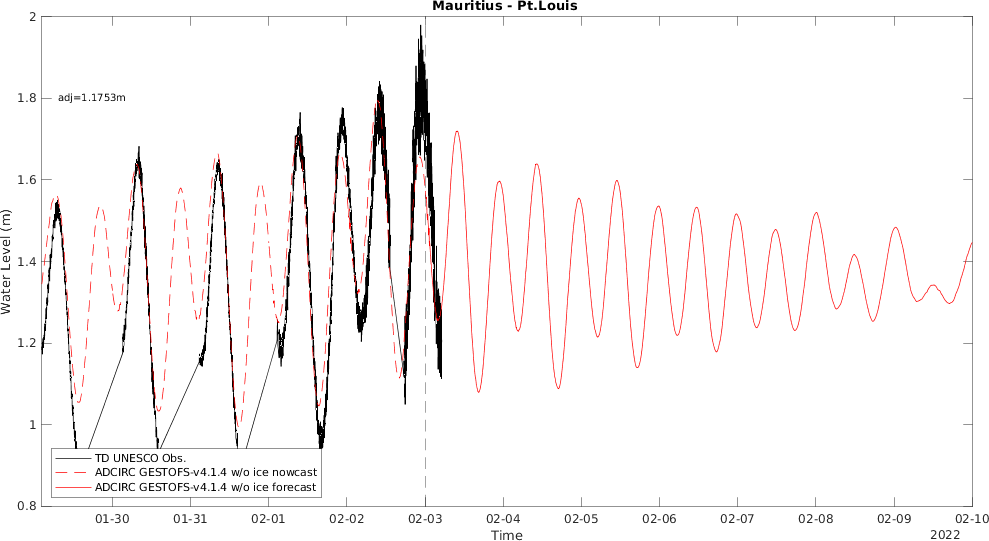 Mauritius - Pt.Louis
2
1.8
1.6
1.4
1.2
1
0.8
Water Level (m)
adj=1.1753m
TD UNESCO Obs.
ADCIRC GESTOFS-v4.1.4 w/o ice nowcast
ADCIRC GESTOFS-v4.1.4 w/o ice forecast
01-30 01-31 02-01 02-02 02-03 02-04 02-05 02-06 02-07 02-08 02-09 02-10
Time
2022